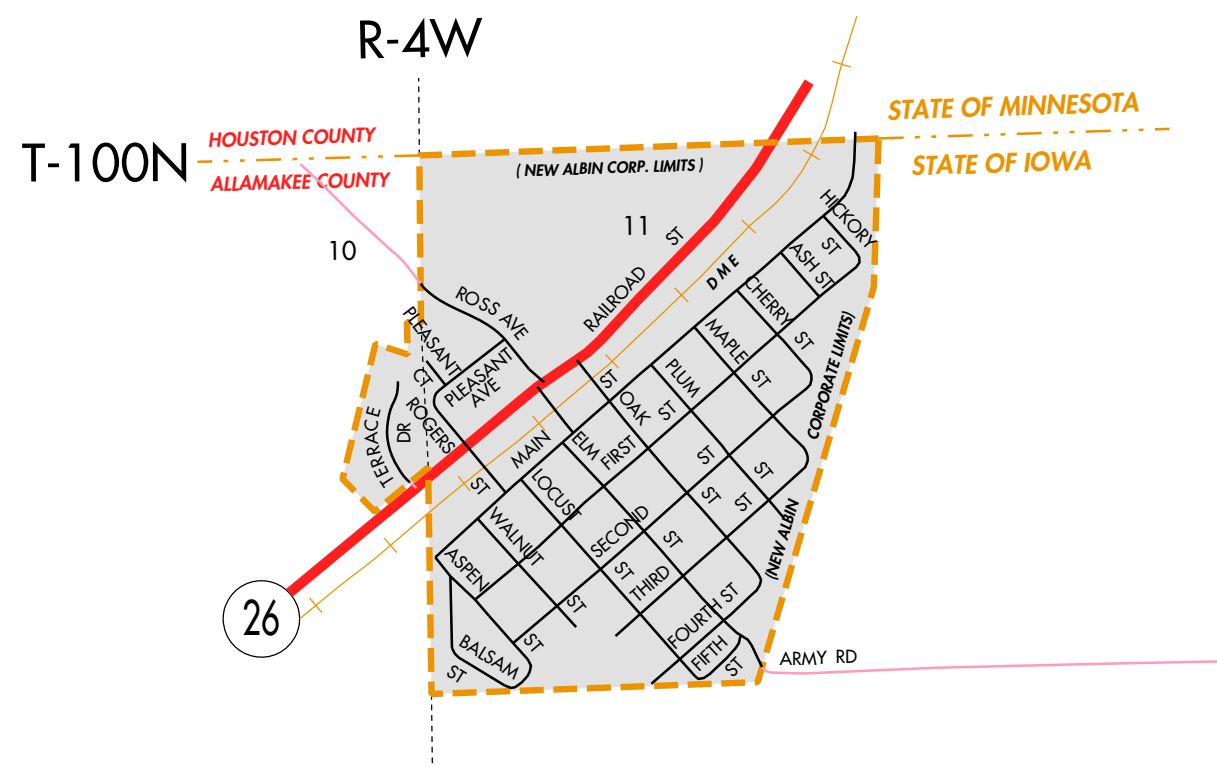 R-4W
STATE OF MINNESOTA
HOUSTON COUNTY
T-100N
( NEW ALBIN CORP. LIMITS )
STATE OF IOWA
ALLAMAKEE COUNTY
HICKORY
ST
11
ST
10
ASH ST
DME
CHERRY
ST
ROSS AVE
RAILROAD
PLEASANT
CT
MAPLE
ST
PLEASANT
AVE
PLUM
ST
ST
OAK
ST
(NEW ALBIN
CORPORATE LIMITS)
TERRACE
DR
ROGERS
ST
MAIN
ELM
FIRST
ST
ST
LOCUST
ST
ST
WALNUT
SECOND
ST
ASPEN
ST
THIRD
ST
FOURTH ST
26
ST
BALSAM
ST
FIFTH
ST
ARMY RD